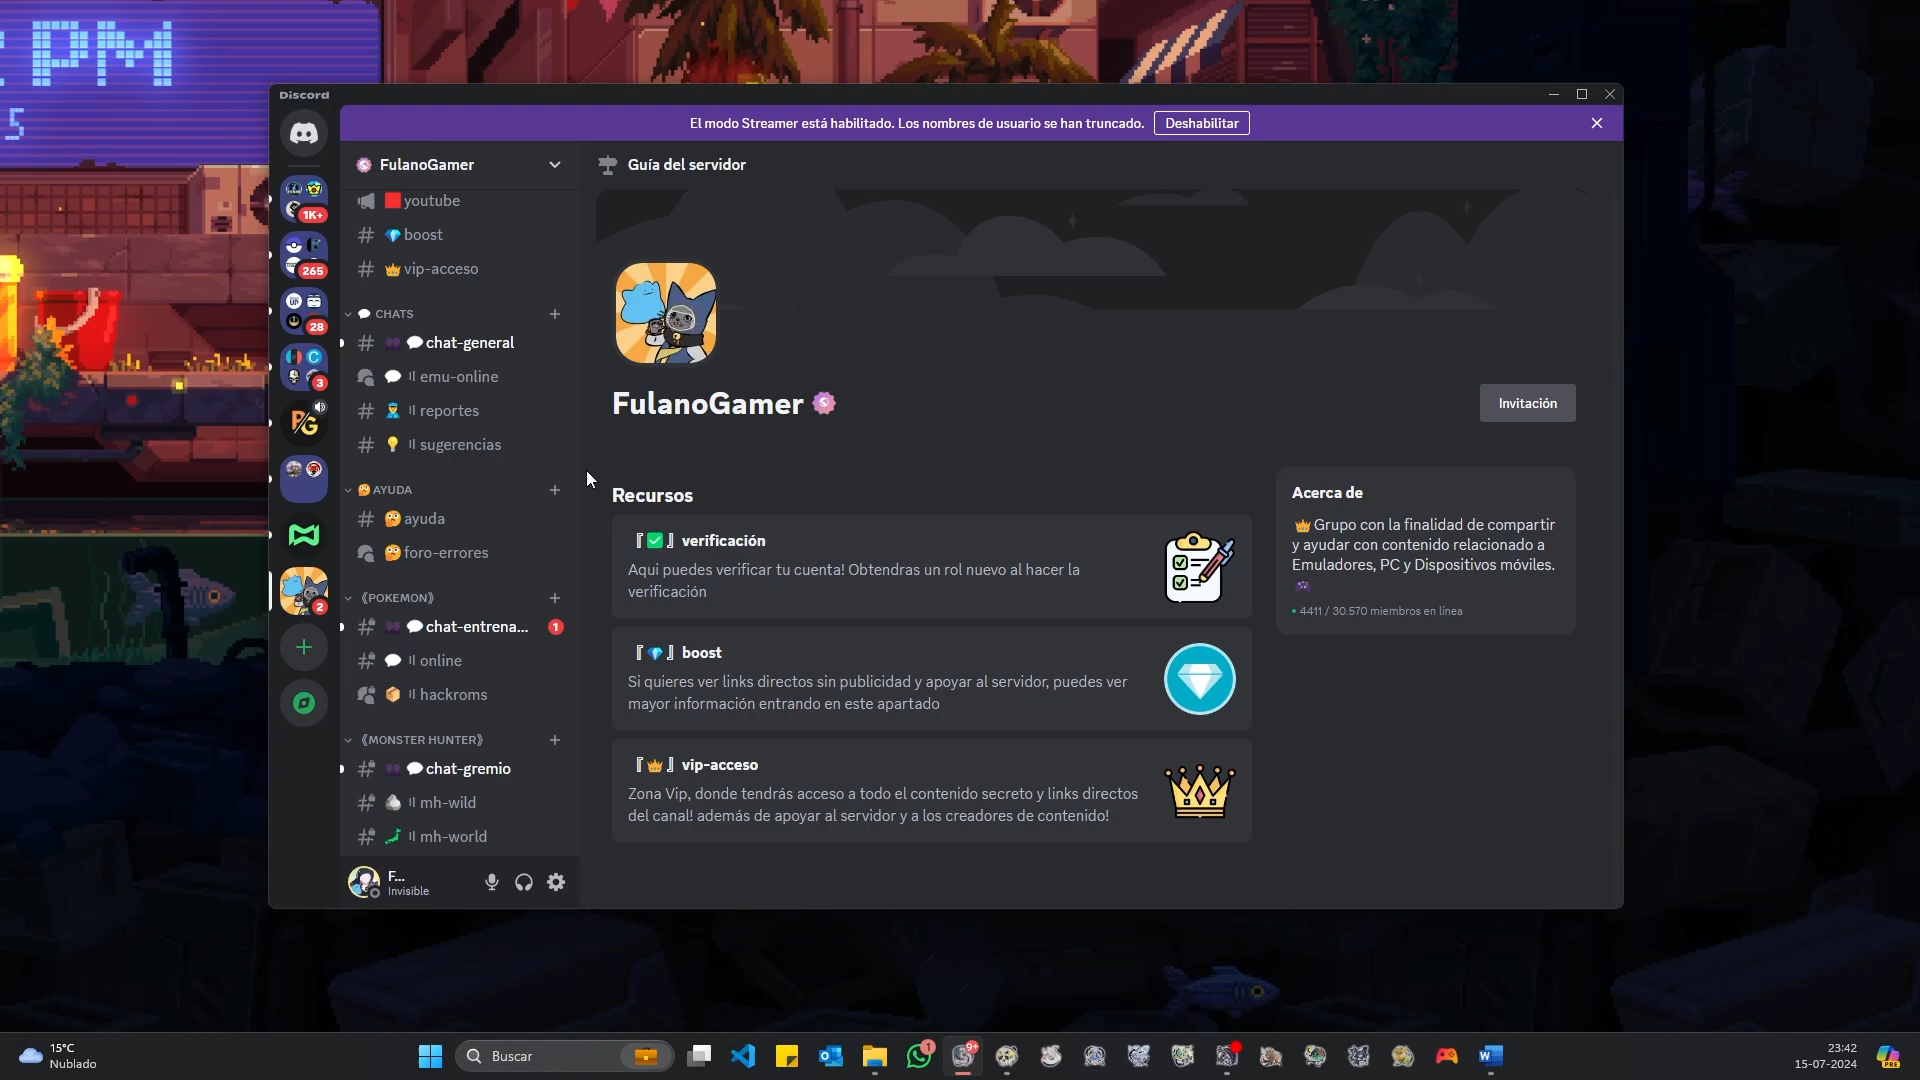 PM
5
Discord
El modo Streamer está habilitado. Los nombres de usuario se han truncado.
Deshabilitar
FulanoGamer
Guía del servidor
youtube
boost
vip-acceso
CHATS
chat-general
emu-online
reportes
sugerencias
AYUDA
ayuda
foro-errores
《POKEMON》
chat-entrena...
1
online
hackroms
《MONSTER HUNTER》
chat-gremio
mh-wild
mh-world
F...
Invisible
1K+
265
28
3
2
FulanoGamer
Invitación
Recursos
『✅』 verificación
Aqui puedes verificar tu cuenta! Obtendras un rol nuevo al hacer la
verificación
『💎』 boost
Si quieres ver links directos sin publicidad y apoyar al servidor, puedes ver
mayor información entrando en este apartado
『👑』 vip-acceso
Zona Vip, donde tendrás acceso a todo el contenido secreto y links directos
del canal! además de apoyar al servidor y a los creadores de contenido!
Acerca de
👑Grupo con la finalidad de compartir
y ayudar con contenido relacionado a
Emuladores, PC y Dispositivos móviles.
4411 / 30.570 miembros en línea
15°C
Nublado
Buscar
1
9+
23:42
15-07-2024
PRE